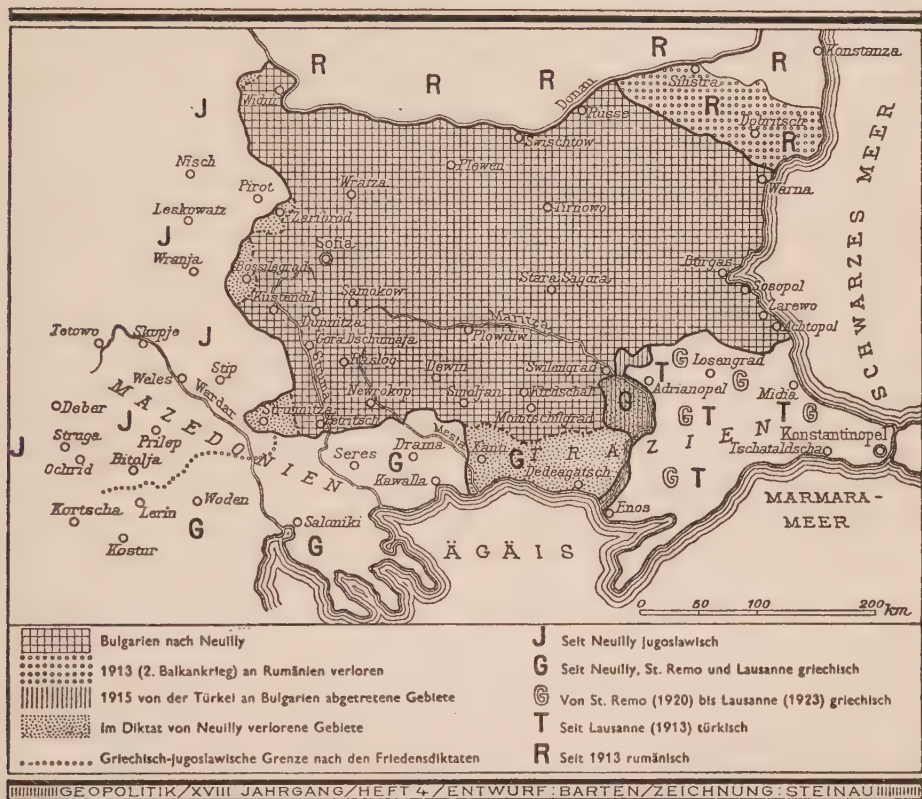 R
R
R
R
Konstanza
Silistra
Widin
Donau
Russe
R
Dobritsch
R
J
Swischtow
Plewen
Nisch
Wratza
Warna
Pirot
Tirnowo
Leskowatz
Zaribrod
J
Sofia
Wranja
Bossilegrad
Burgas
Stara Sagora
Sosopol
Küstendil
Samokow
Zarewo
Dupnitza
Maritza
Achtopol
SCHWARZES MEER
Tetowo
Skopje
J
Gora Dschumaja
Plowdiw
G
Losengrad
Struma
Raslog
Swilengrad
T
G
Stip
Dewin
Adrianopel
Midia
Weles
Wardar
Newrokop
Smoljan
Kirdschali
G
G
T
T
G
Deber
J
Momtschilgrad
MAZEDONIEN
Strumitza
Petritsch
Prilep
Mesta
Konstantinopel
Struga
J
Drama
Xanti
G
THRAZIEN
Tschataldscha
Bitolja
Seres
G
Ochrid
Dedeagatsch
G
T
Kawalla
Kortscha
Lerin
Woden
Enos
MARMARA-
MEER
G
Saloniki
Kostur
G
ÄGÄIS
0 50 100 200 km
Bulgarien nach Neuilly
1913 (2. Balkankrieg) an Rumänien verloren
1915 von der Türkei an Bulgarien abgetretene Gebiete
Im Diktat von Neuilly verlorene Gebiete
Griechisch-jugoslawische Grenze nach den Friedensdiktaten
J Seit Neuilly jugoslawisch
G Seit Neuilly, St. Remo und Lausanne griechisch
G Von St. Remo (1920) bis Lausanne (1923) griechisch
T Seit Lausanne (1913) türkisch
R Seit 1913 rumänisch
GEOPOLITIK/XVIII JAHRGANG/HEFT 4/ENTWURF:BARTEN/ZEICHNUNG:STEINAU